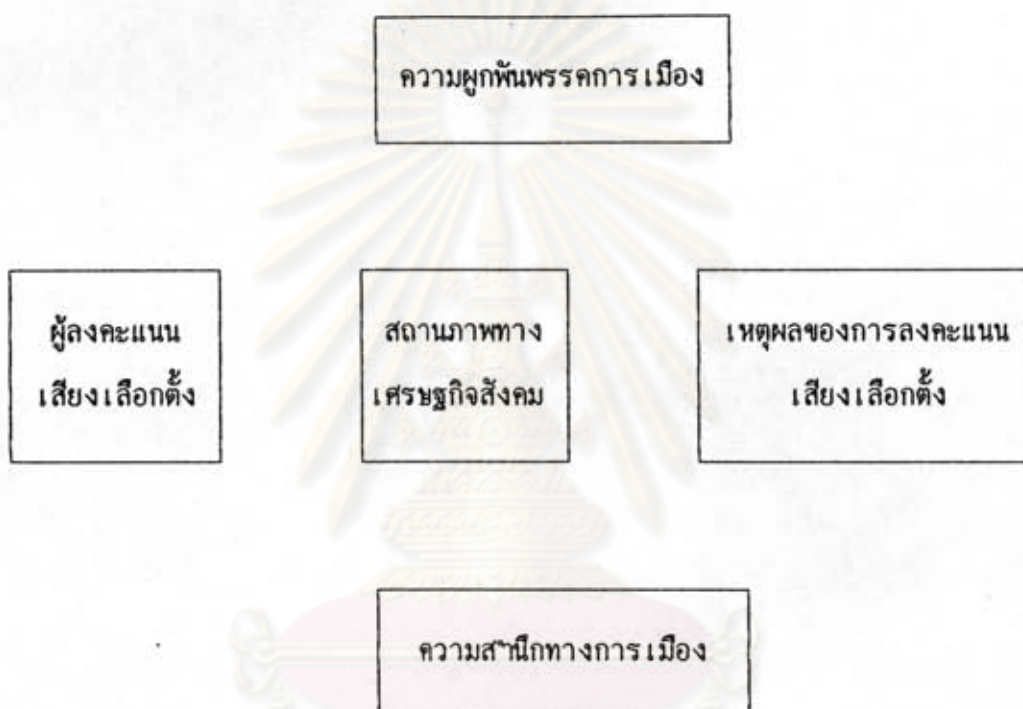 ความผูกพันพรรคการเมือง
ผู้ลงคะแนน
เสียงเลือกตั้ง
สถานภาพทาง
เศรษฐกิจสังคม
เหตุผลของการลงคะแนน
เสียงเลือกตั้ง
ความสำนึกทางการเมือง